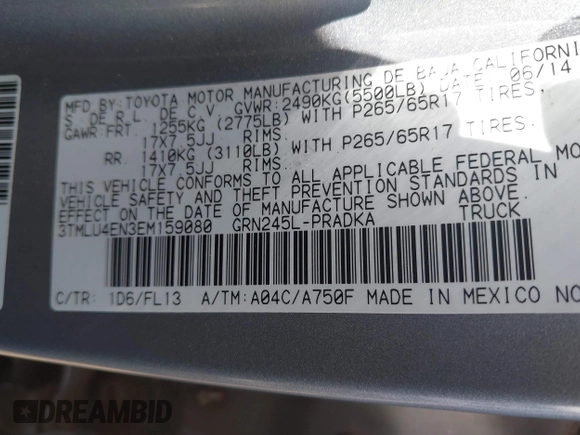 MFD.BY:TOYOTA MOTOR MANUFACTURING DE BAJA CALIFORNI
S. DE R.L. DE C.V. GVWR:2490KG(5500LB) DATE: 06/14
GAWR:FRT. 1255KG (2775LB) WITH P265/65R17 TIRES.
17X7.5JJ RIMS.
RR. 1410KG (3110LB) WITH P265/65R17 TIRES.
17X7.5JJ RIMS.
THIS VEHICLE CONFORMS TO ALL APPLICABLE FEDERAL MO
VEHICLE SAFETY AND THEFT PREVENTION STANDARDS IN
EFFECT ON THE DATE OF MANUFACTURE SHOWN ABOVE.
3TMLU4EN3EM159080 GRN245L-PRADKA TRUCK
C/TR: 1D6/FL13 A/TM:A04C/A750F MADE IN MEXICO NO
DREAMBID